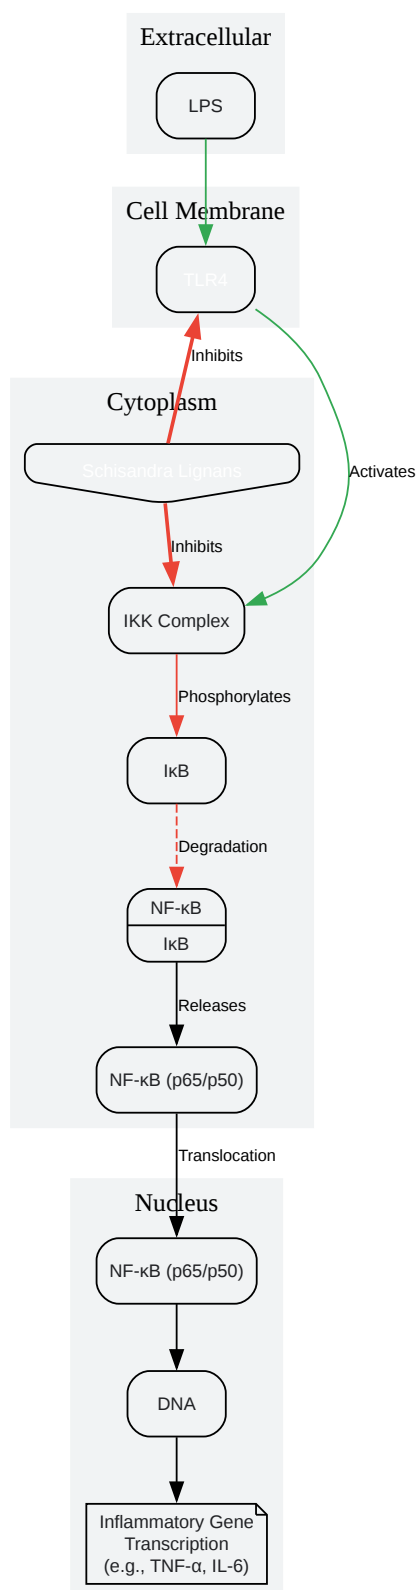 Extracellular
LPS
Cell Membrane
TLR4
Inhibits
Cytoplasm
Schisandra Lignans
Activates
Inhibits
IKK Complex
Phosphorylates
IκB
Degradation
NF-κB
IκB
Releases
NF-κB (p65/p50)
Translocation
Nucleus
NF-κB (p65/p50)
DNA
Inflammatory Gene
Transcription
(e.g., TNF-α, IL-6)